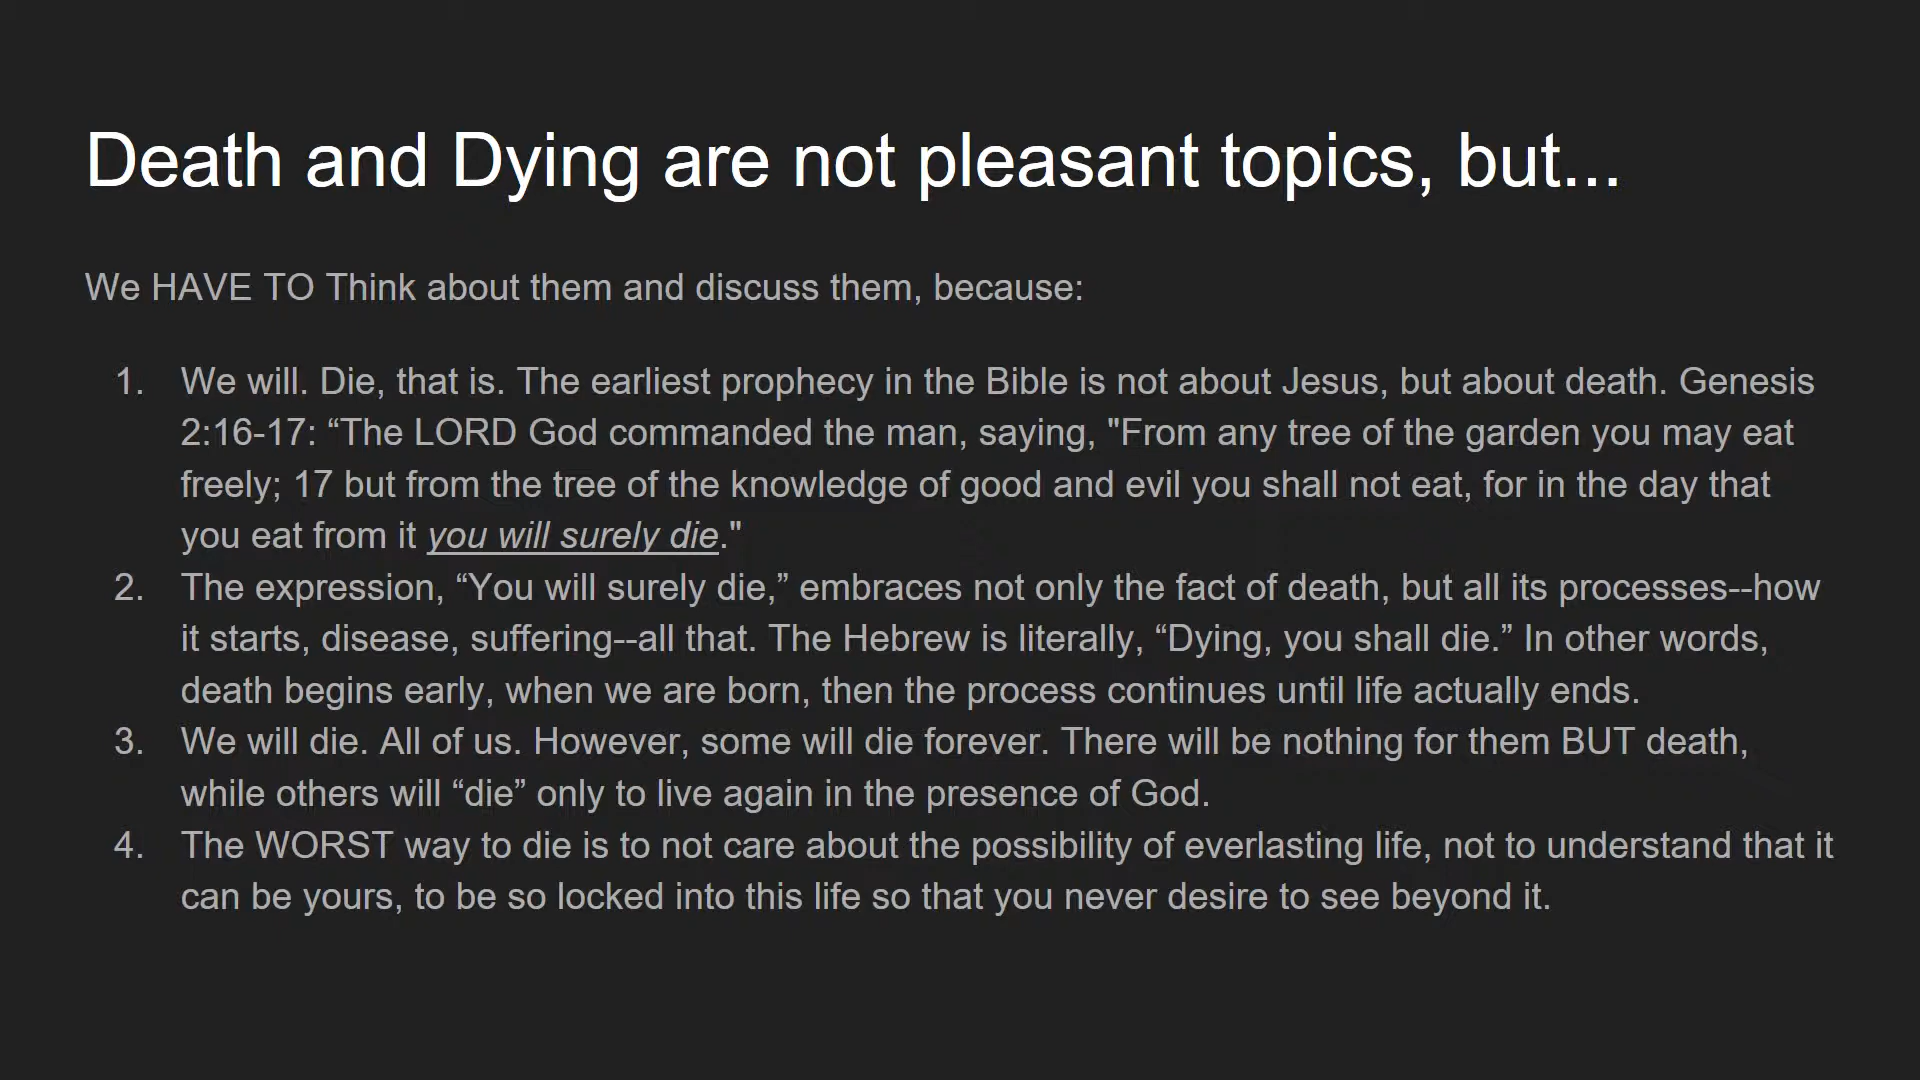 Death and Dying are not pleasant topics, but...
We HAVE TO Think about them and discuss them, because:
1. We will. Die, that is. The earliest prophecy in the Bible is not about Jesus, but about death. Genesis
2:16-17: “The LORD God commanded the man, saying, "From any tree of the garden you may eat
freely; 17 but from the tree of the knowledge of good and evil you shall not eat, for in the day that
you eat from it you will surely die."
2. The expression, “You will surely die,” embraces not only the fact of death, but all its processes--how
it starts, disease, suffering--all that. The Hebrew is literally, “Dying, you shall die.” In other words,
death begins early, when we are born, then the process continues until life actually ends.
3. We will die. All of us. However, some will die forever. There will be nothing for them BUT death,
while others will “die” only to live again in the presence of God.
4. The WORST way to die is to not care about the possibility of everlasting life, not to understand that it
can be yours, to be so locked into this life so that you never desire to see beyond it.